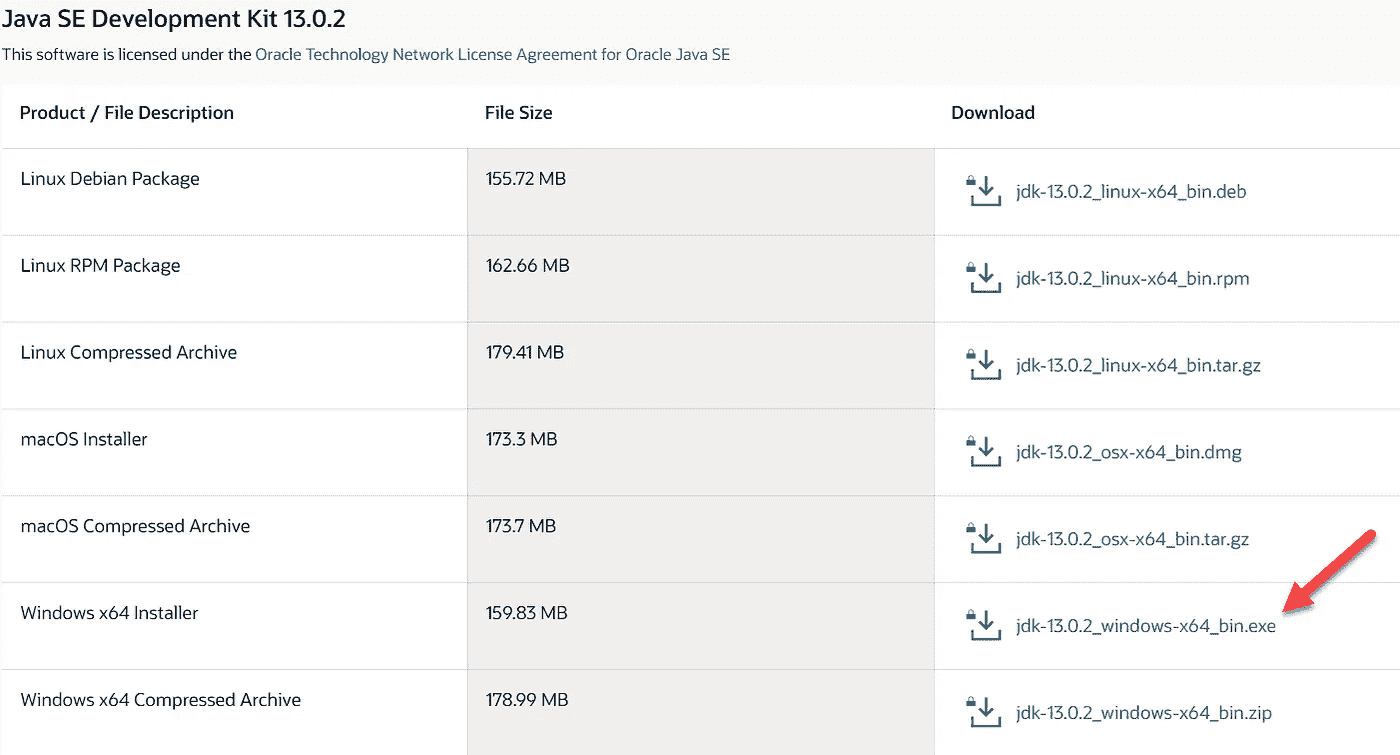 Java SE Development Kit 13.0.2
This software is licensed under the Oracle Technology Network License Agreement for Oracle Java SE
Product / File Description File Size Download
Linux Debian Package 155.72 MB jdk-13.0.2_linux-x64_bin.deb
Linux RPM Package 162.66 MB jdk-13.0.2_linux-x64_bin.rpm
Linux Compressed Archive 179.41 MB jdk-13.0.2_linux-x64_bin.tar.gz
macOS Installer 173.3 MB jdk-13.0.2_osx-x64_bin.dmg
macOS Compressed Archive 173.7 MB jdk-13.0.2_osx-x64_bin.tar.gz
Windows x64 Installer 159.83 MB jdk-13.0.2_windows-x64_bin.exe
Windows x64 Compressed Archive 178.99 MB jdk-13.0.2_windows-x64_bin.zip